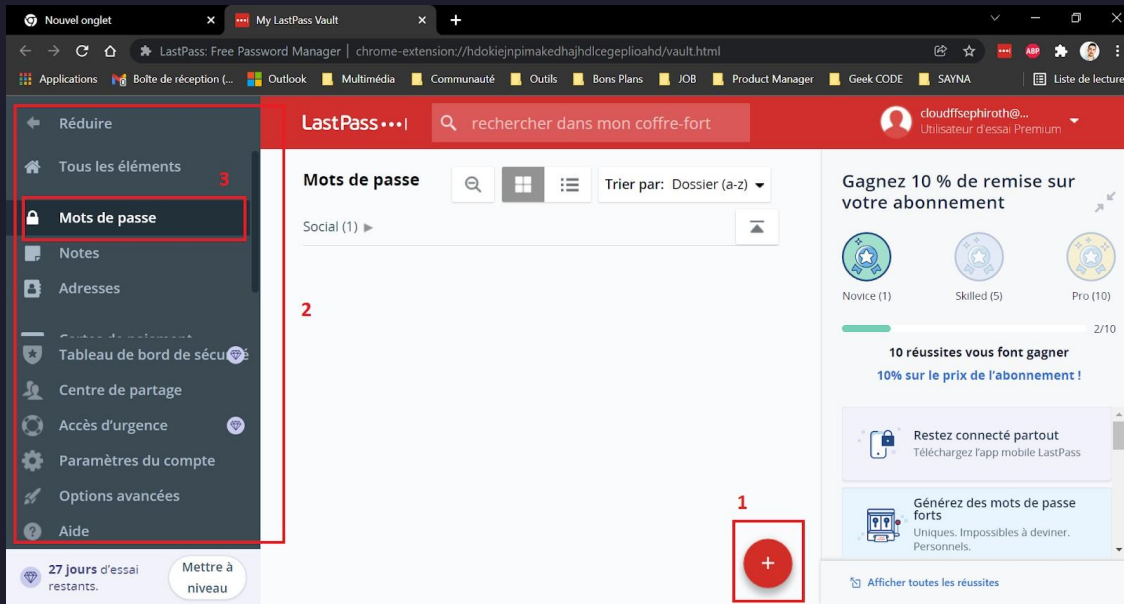 Nouvel onglet
My LastPass Vault
LastPass: Free Password Manager | chrome-extension://hdokiejnpimakedhajhdlcegeplioahd/vault.html
Applications
Boîte de réception (...
Outlook
Multimédia
Communauté
Outils
Bons Plans
JOB
Product Manager
Geek CODE
SAYNA
Liste de lecture
ABP
Réduire
Tous les éléments
3
Mots de passe
Notes
Adresses
Cartes de paiement
Tableau de bord de sécurité
Centre de partage
Accès d'urgence
Paramètres du compte
Options avancées
Aide
27 jours d'essai
restants.
Mettre à
niveau
2
LastPass
rechercher dans mon coffre-fort
cloudffsephiroth@...
Utilisateur d'essai Premium
Mots de passe
Trier par: Dossier (a-z)
Social (1)
1
+
Gagnez 10 % de remise sur
votre abonnement
Novice (1)
Skilled (5)
Pro (10)
2/10
10 réussites vous font gagner
10% sur le prix de l'abonnement !
Restez connecté partout
Téléchargez l'app mobile LastPass
Générez des mots de passe
forts
Uniques. Impossibles à deviner.
Personnels.
Afficher toutes les réussites